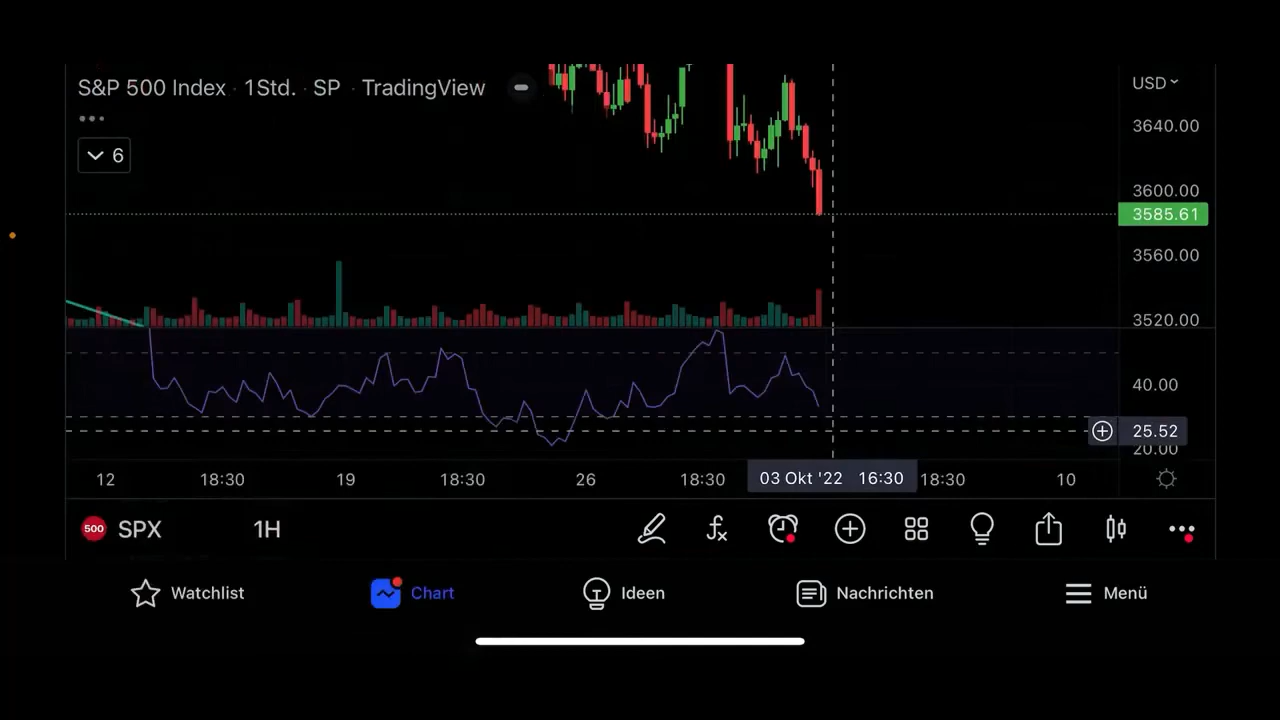 S&P 500 Index · 1Std. · SP · TradingView
USD
6
3640.00
3600.00
3585.61
3560.00
3520.00
40.00
25.52
20.00
12 18:30 19 18:30 26 18:30 03 Okt '22 16:30 18:30 10
500 SPX 1H
Watchlist Chart Ideen Nachrichten Menü